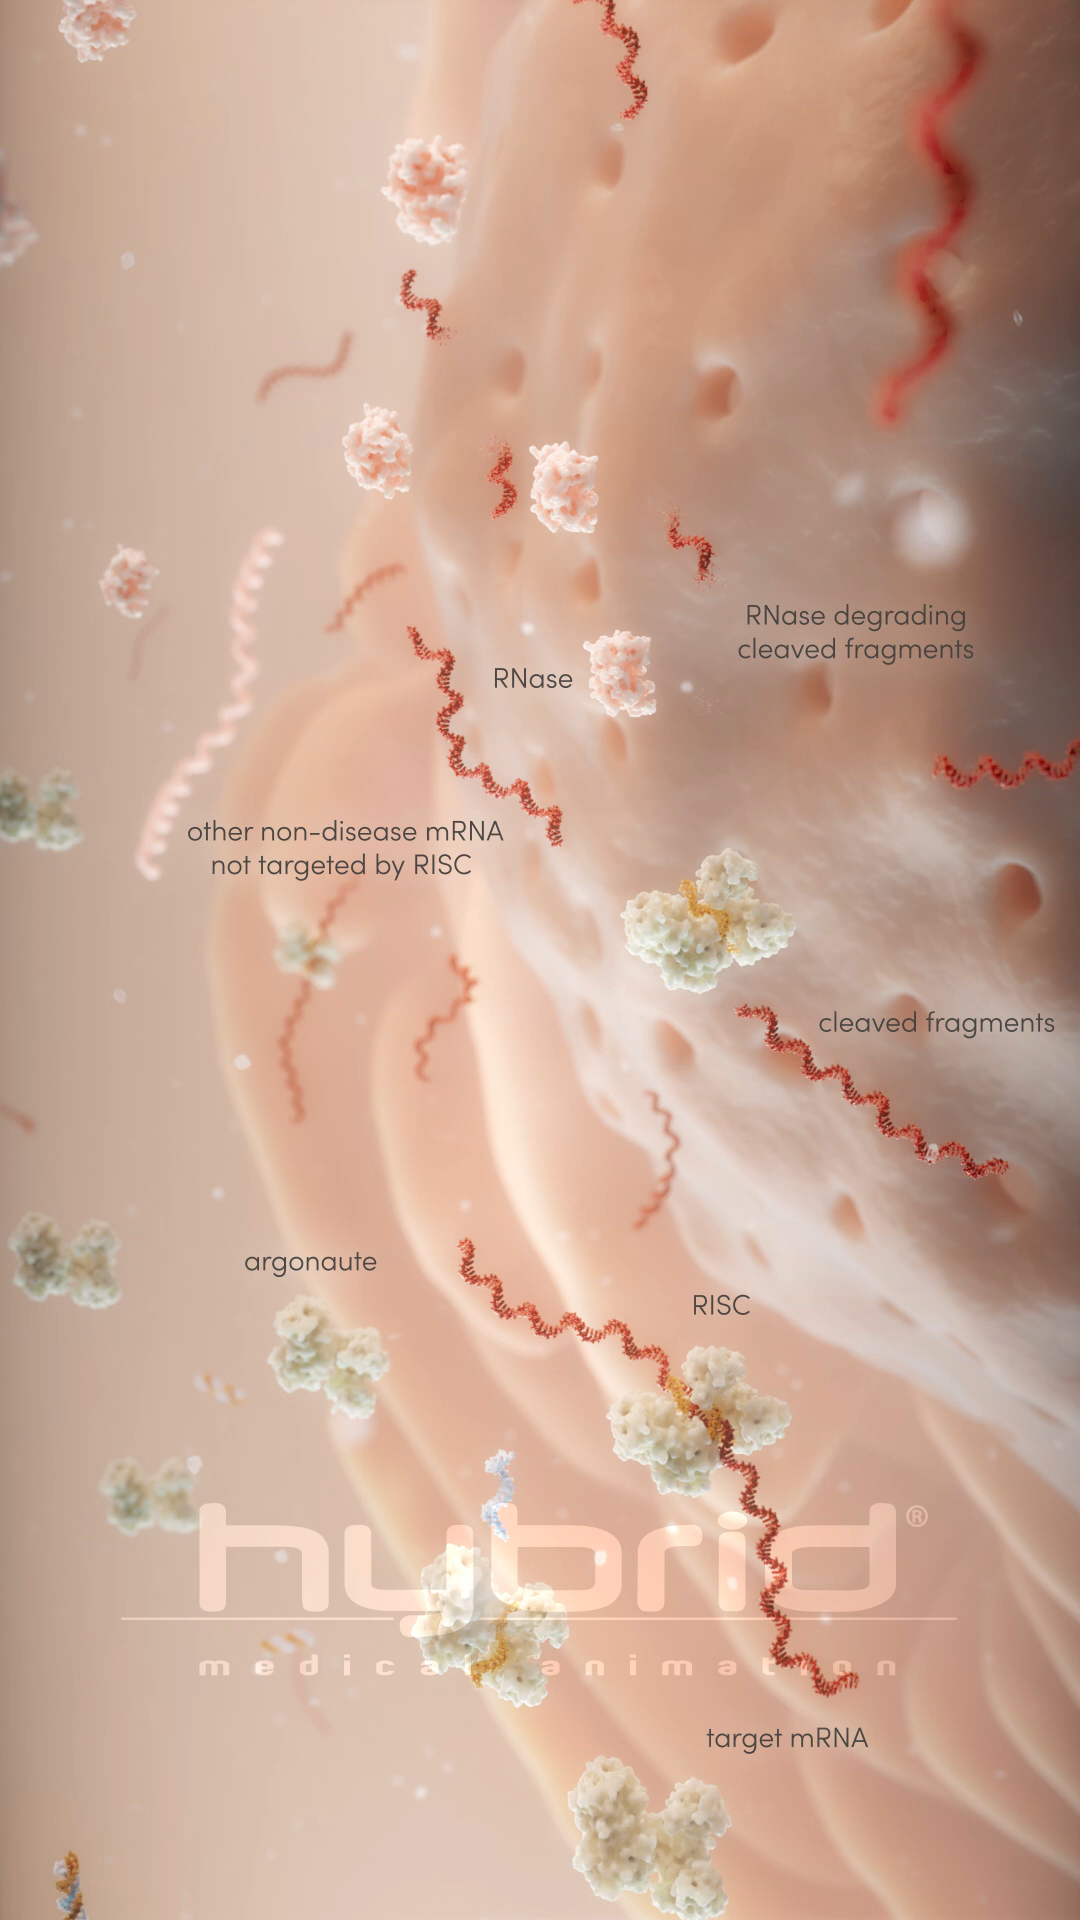 RNase degrading
cleaved fragments
RNase
other non-disease mRNA
not targeted by RISC
cleaved fragments
argonaute
RISC
hybrid®
medical animation
target mRNA